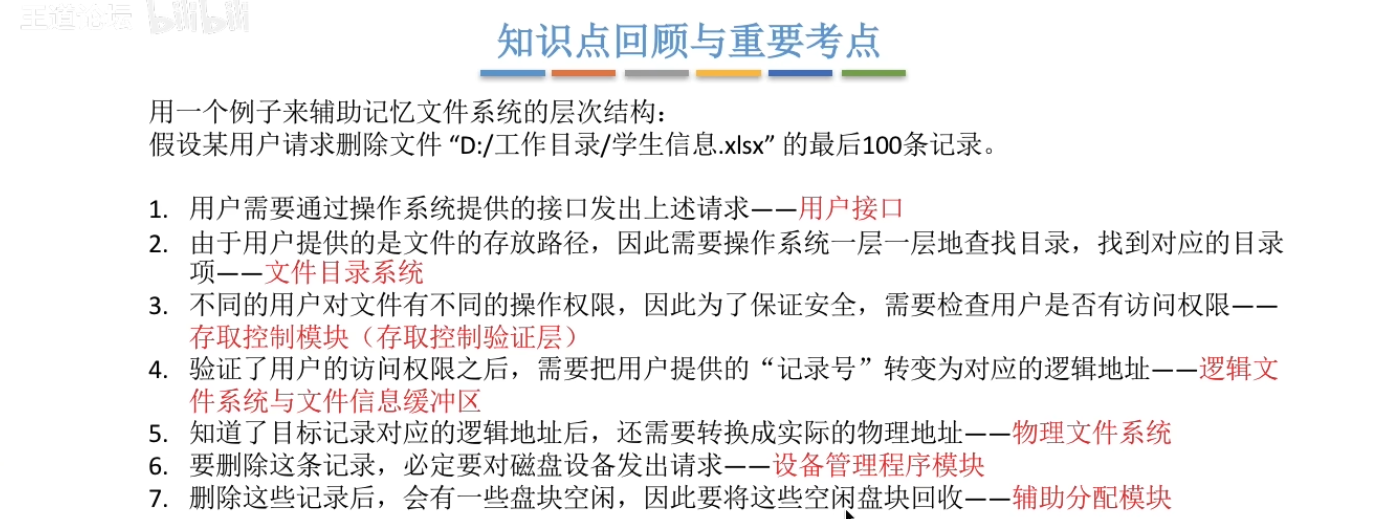 王道论坛 bilibili
知识点回顾与重要考点
用一个例子来辅助记忆文件系统的层次结构：
假设某用户请求删除文件 “D:/工作目录/学生信息.xlsx” 的最后100条记录。
1. 用户需要通过操作系统提供的接口发出上述请求——用户接口
2. 由于用户提供的是文件的存放路径，因此需要操作系统一层一层地查找目录，找到对应的目录
项——文件目录系统
3. 不同的用户对文件有不同的操作权限，因此为了保证安全，需要检查用户是否有访问权限——
存取控制模块（存取控制验证层）
4. 验证了用户的访问权限之后，需要把用户提供的“记录号”转变为对应的逻辑地址——逻辑文
件系统与文件信息缓冲区
5. 知道了目标记录对应的逻辑地址后，还需要转换成实际的物理地址——物理文件系统
6. 要删除这条记录，必定要对磁盘设备发出请求——设备管理程序模块
7. 删除这些记录后，会有一些盘块空闲，因此要将这些空闲盘块回收——辅助分配模块